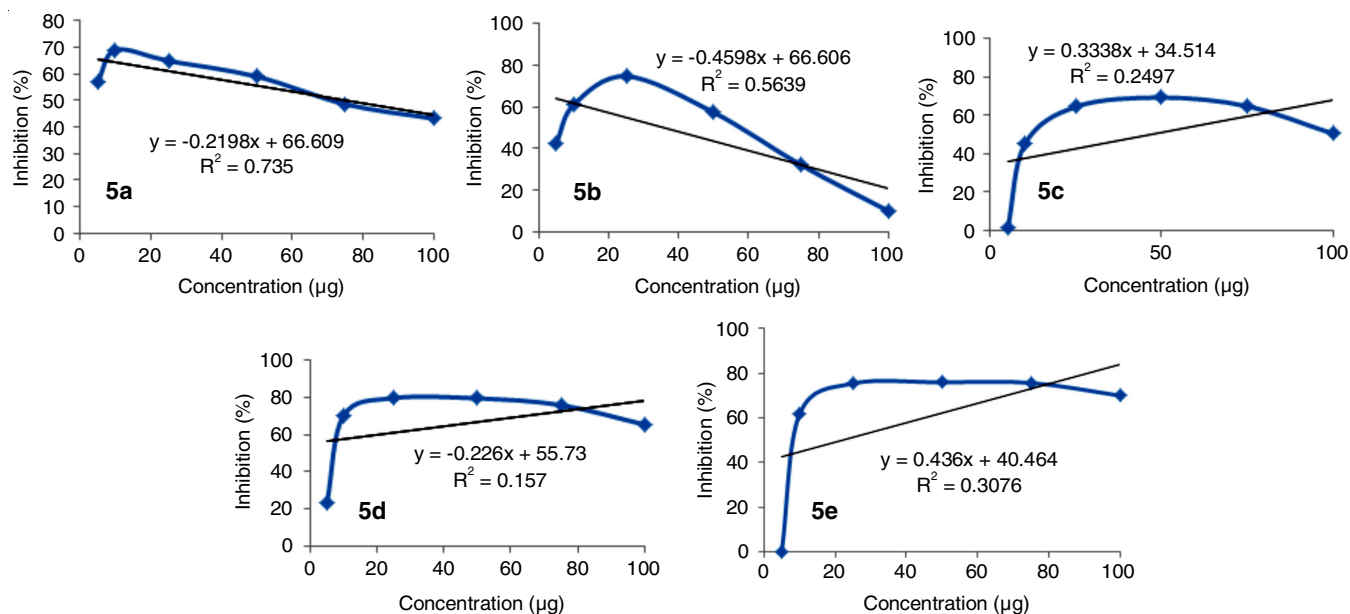 80
70
60
50
40
30
20
10
0
Inhibition (%)
y = -0.2198x + 66.609
R² = 0.735
5a
0 20 40 60 80 100
Concentration (µg)
100
80
60
40
20
0
Inhibition (%)
y = -0.4598x + 66.606
R² = 0.5639
5b
0 20 40 60 80 100
Concentration (µg)
100
80
60
40
20
0
Inhibition (%)
y = 0.3338x + 34.514
R² = 0.2497
5c
0 50 100
Concentration (µg)
100
80
60
40
20
0
Inhibition (%)
y = -0.226x + 55.73
R² = 0.157
5d
0 20 40 60 80 100
Concentration (µg)
100
80
60
40
20
0
Inhibition (%)
y = 0.436x + 40.464
R² = 0.3076
5e
0 20 40 60 80 100
Concentration (µg)